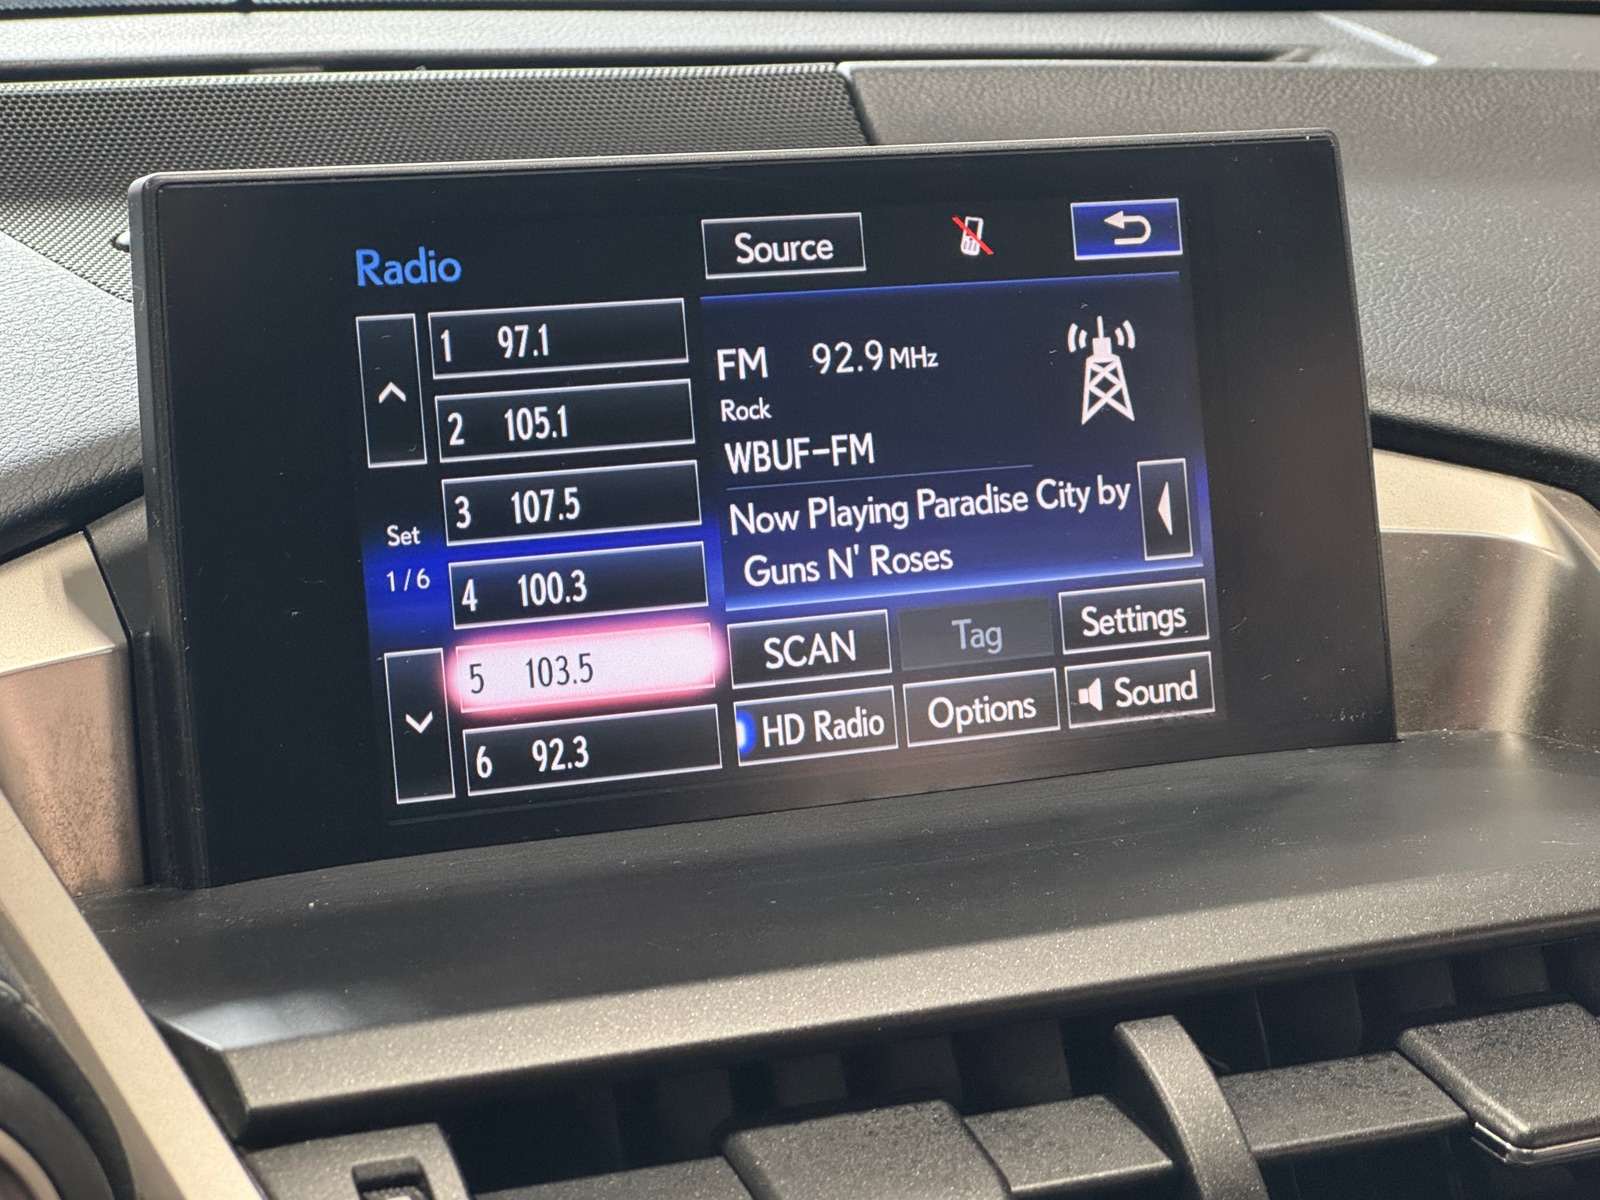 Radio
Source
1 97.1
2 105.1
3 107.5
Set
1/6
4 100.3
5 103.5
6 92.3
FM 92.9 MHz
Rock
WBUF-FM
Now Playing Paradise City by
Guns N' Roses
SCAN
Tag
Settings
HD Radio
Options
Sound